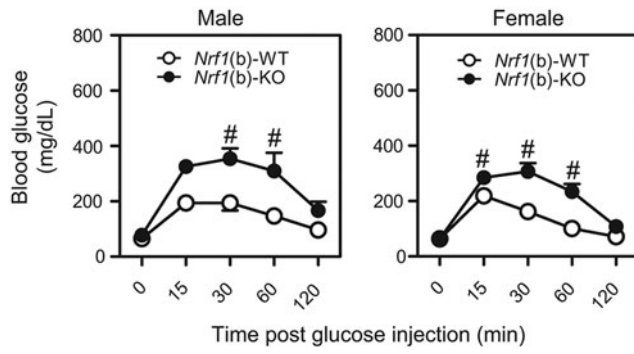 Male
Female
Blood glucose
(mg/dL)
800
600
400
200
0
Nrf1(b)-WT
Nrf1(b)-KO
# #
0 15 30 60 120
800
600
400
200
0
Nrf1(b)-WT
Nrf1(b)-KO
# # #
0 15 30 60 120
Time post glucose injection (min)